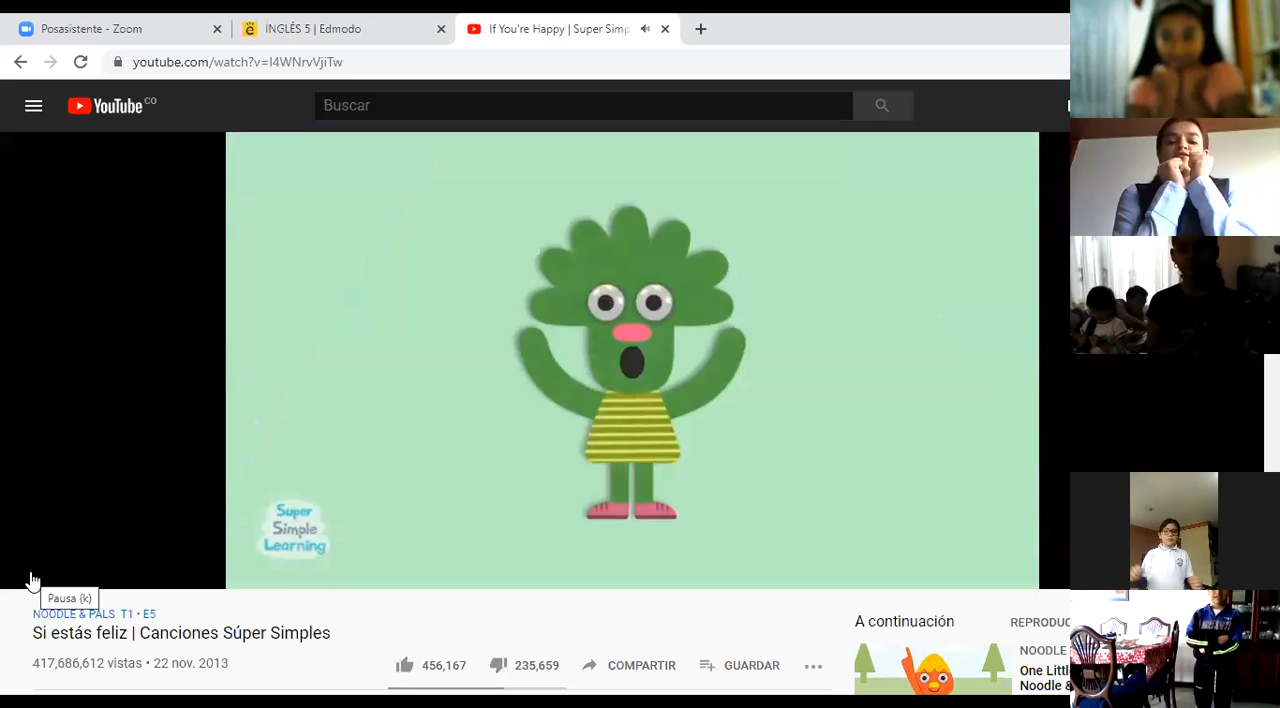 Posasistente - Zoom
INGLÉS 5 | Edmodo
If You're Happy | Super Simp
youtube.com/watch?v=I4WNrvVjiTw
YouTube CO
Buscar
Super
Simple
Learning
Pausa (k)
NOODLE & PALS T1 • E5
Si estás feliz | Canciones Súper Simples
417,686,612 vistas • 22 nov. 2013
458,167
235,659
COMPARTIR
GUARDAR
A continuación
REPRODUC
NOODLE
One Littl
Noodle &